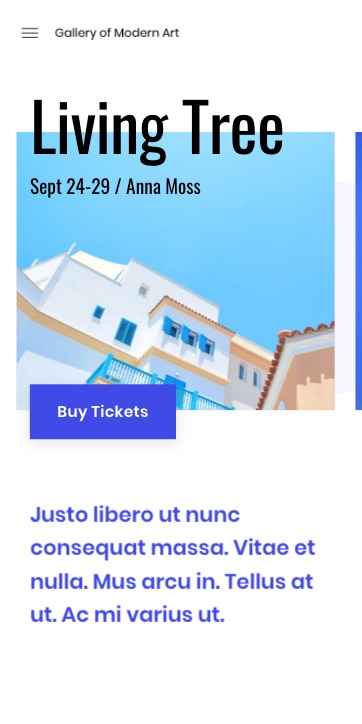 Gallery of Modern Art
Living Tree
Sept 24-29 / Anna Moss
Buy Tickets
Justo libero ut nunc
consequat massa. Vitae et
nulla. Mus arcu in. Tellus at
ut. Ac mi varius ut.